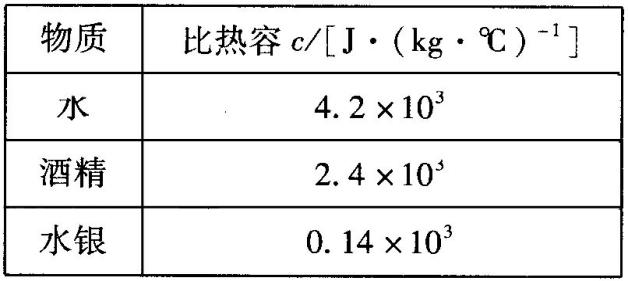 物质 比热容 c/[J·(kg·℃)⁻¹]
水 4.2×10³
酒精 2.4×10³
水银 0.14×10³